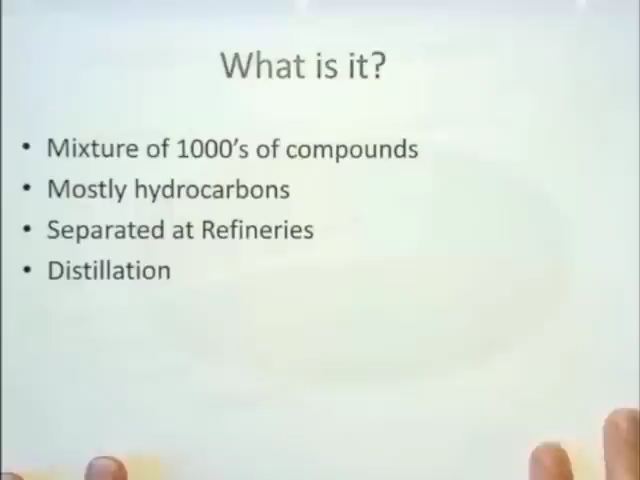 What is it?
• Mixture of 1000's of compounds
• Mostly hydrocarbons
• Separated at Refineries
• Distillation